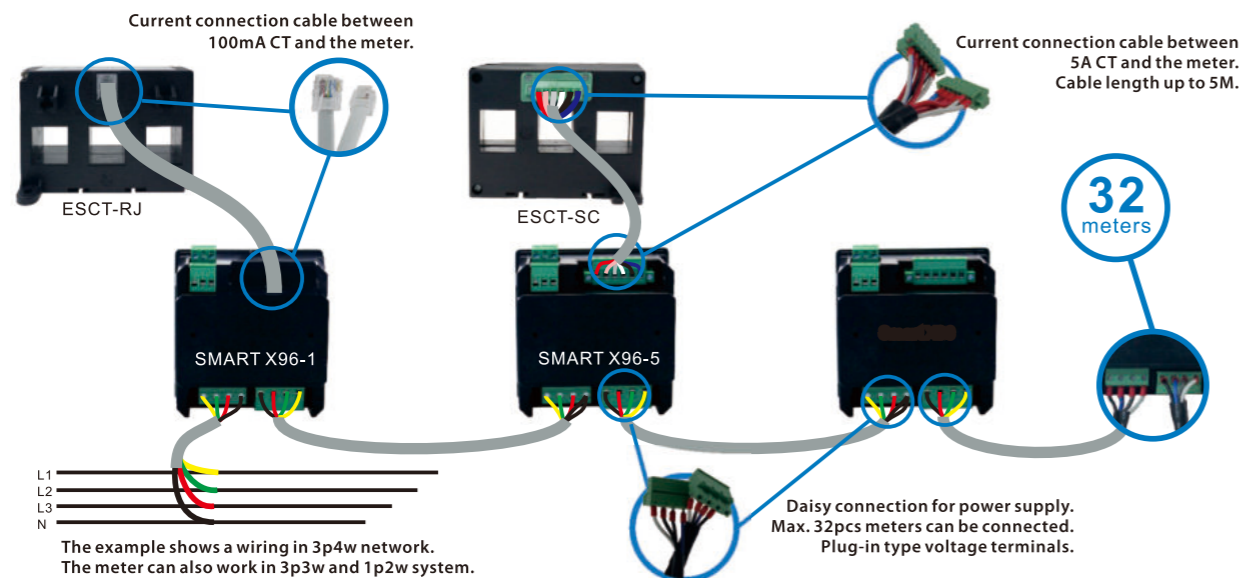 Current connection cable between
100mA CT and the meter.
Current connection cable between
5A CT and the meter.
Cable length up to 5M.
ESCT-RJ
ESCT-SC
32
meters
SMART X96-1
SMART X96-5
L1
L2
L3
N
The example shows a wiring in 3p4w network.
The meter can also work in 3p3w and 1p2w system.
Daisy connection for power supply.
Max. 32pcs meters can be connected.
Plug-in type voltage terminals.